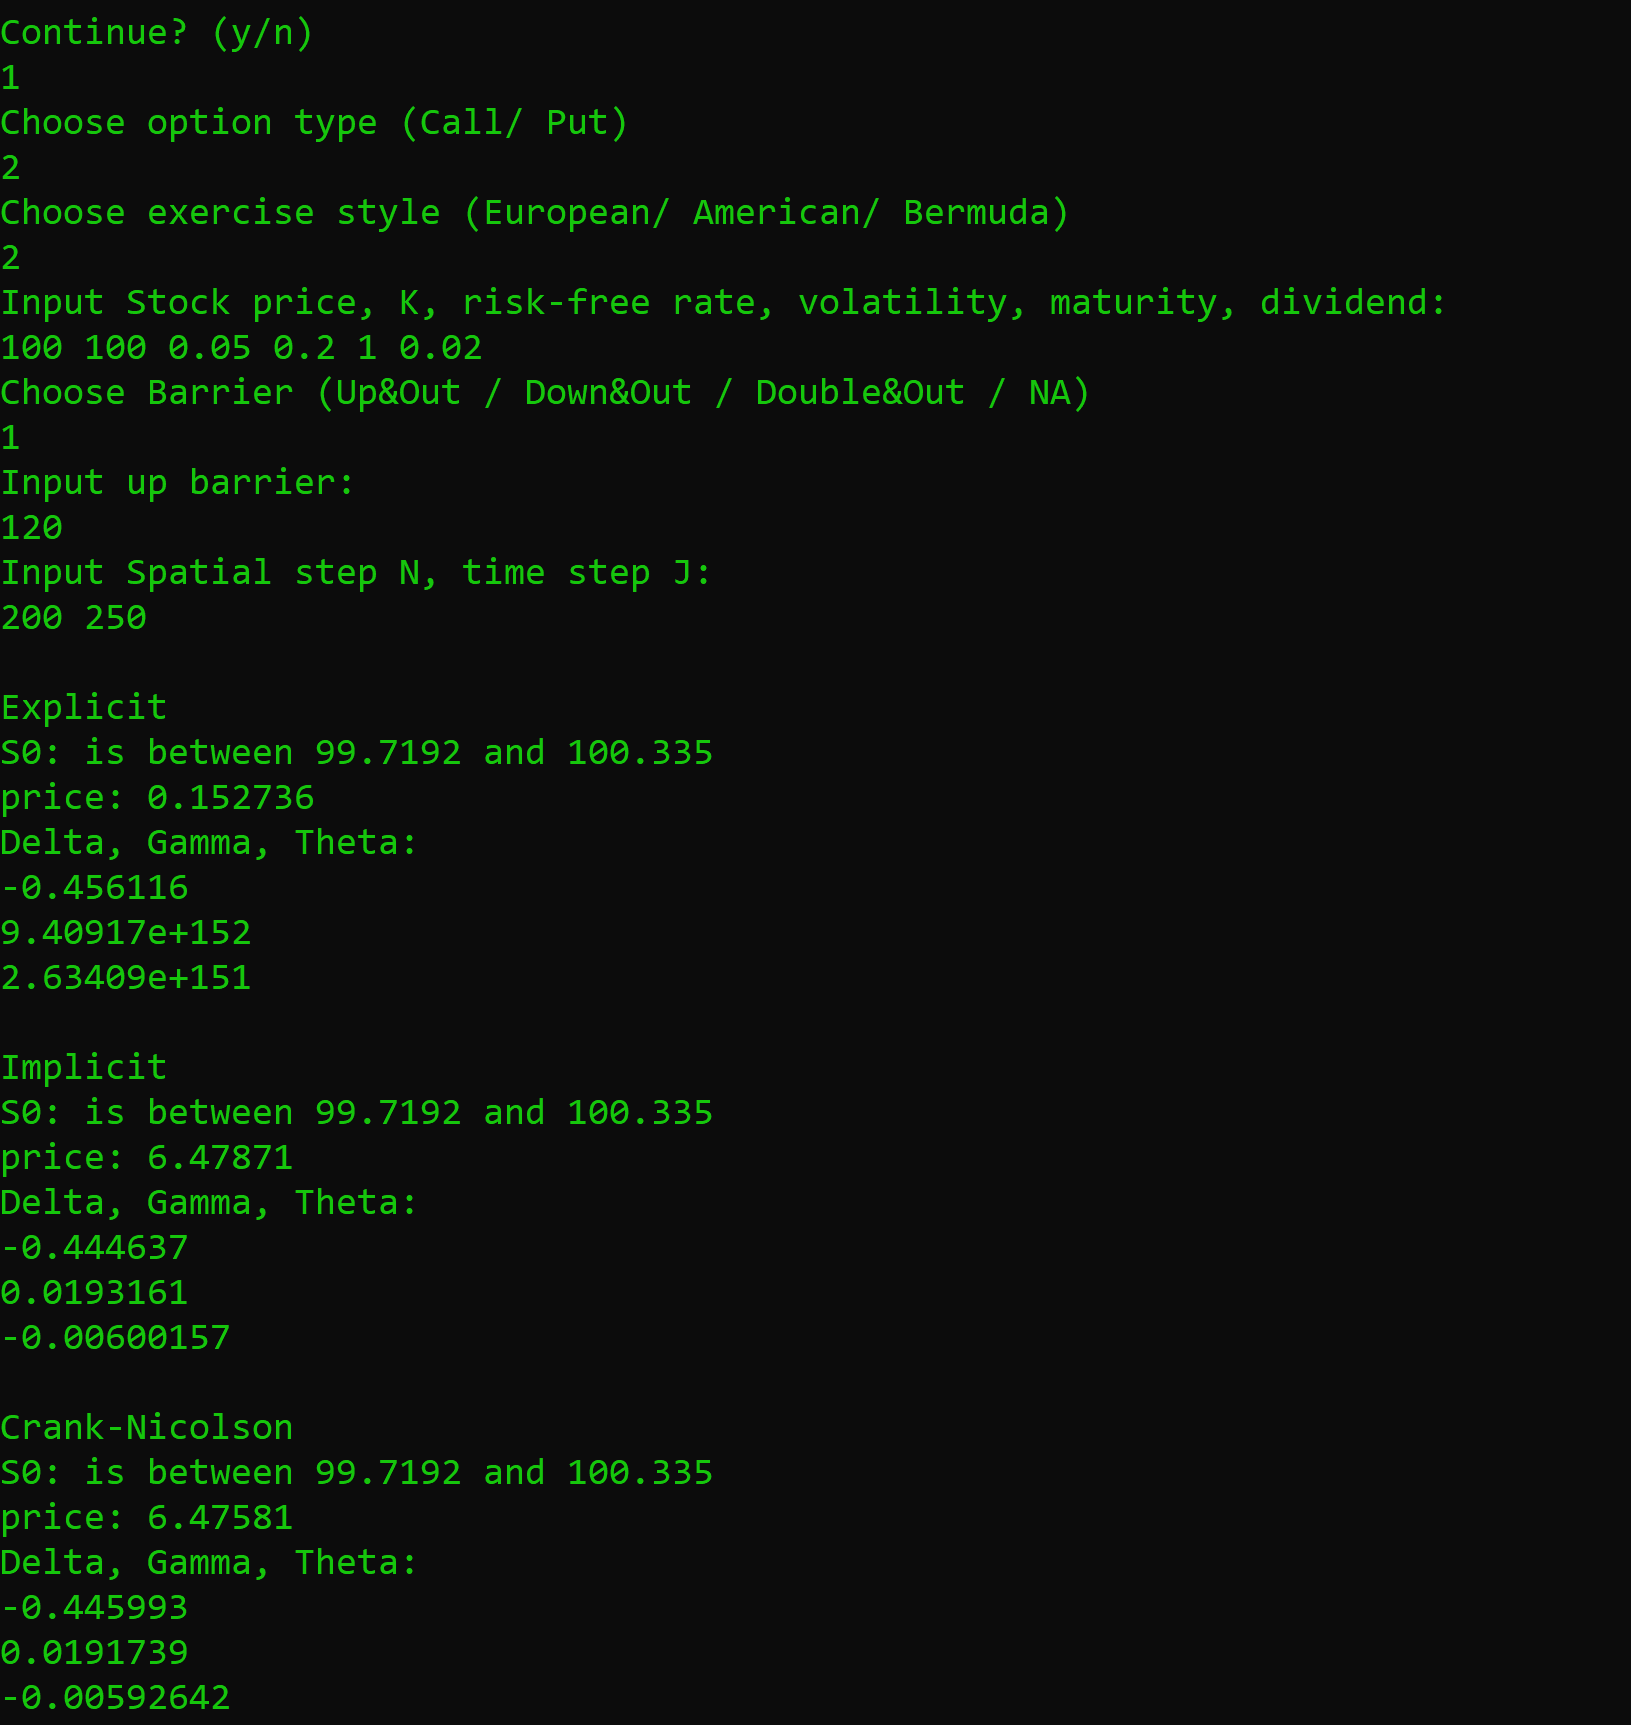 Continue? (y/n)
1
Choose option type (Call/ Put)
2
Choose exercise style (European/ American/ Bermuda)
2
Input Stock price, K, risk-free rate, volatility, maturity, dividend:
100 100 0.05 0.2 1 0.02
Choose Barrier (Up&Out / Down&Out / Double&Out / NA)
1
Input up barrier:
120
Input Spatial step N, time step J:
200 250
Explicit
S0: is between 99.7192 and 100.335
price: 0.152736
Delta, Gamma, Theta:
-0.456116
9.40917e+152
2.63409e+151
Implicit
S0: is between 99.7192 and 100.335
price: 6.47871
Delta, Gamma, Theta:
-0.444637
0.0193161
-0.00600157
Crank-Nicolson
S0: is between 99.7192 and 100.335
price: 6.47581
Delta, Gamma, Theta:
-0.445993
0.0191739
-0.00592642